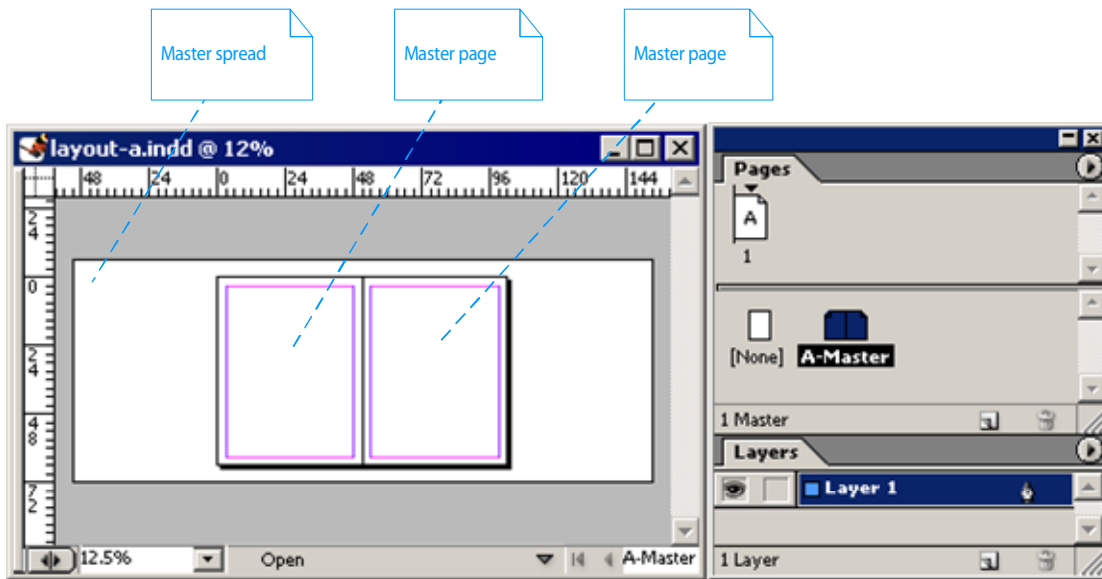 Master spread
Master page
Master page
layout-a.indd @ 12%
48 24 0 24 48 72 96 120 144
2 4
0
2 4
4 8
7 2
12.5%
Open
A-Master
Pages
A
1
[None]
A-Master
1 Master
Layers
Layer 1
1 Layer